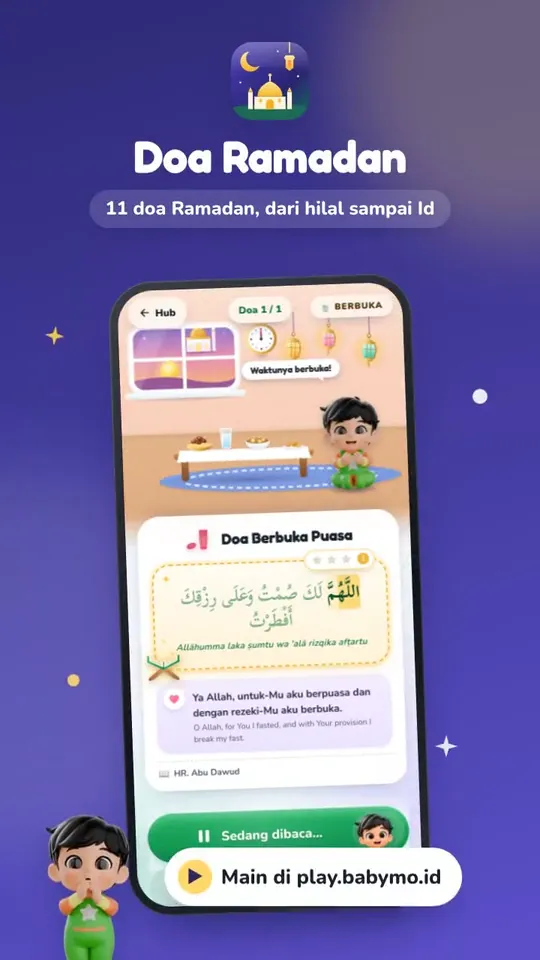 Doa Ramadan
11 doa Ramadan, dari hilal sampai Id
← Hub
Doa 1 / 1
BERBUKA
Waktunya berbuka!
Doa Berbuka Puasa
اللَّهُمَّ لَكَ صُمْتُ وَعَلَى رِزْقِكَ
أَفْطَرْتُ
Allāhumma laka ṣumtu wa 'alá rizqika afṭartu
Ya Allah, untuk-Mu aku berpuasa dan
dengan rezeki-Mu aku berbuka.
O Allah, for You I fasted, and with Your provision I
break my fast.
HR. Abu Dawud
Sedang dibaca...
Main di play.babymo.id